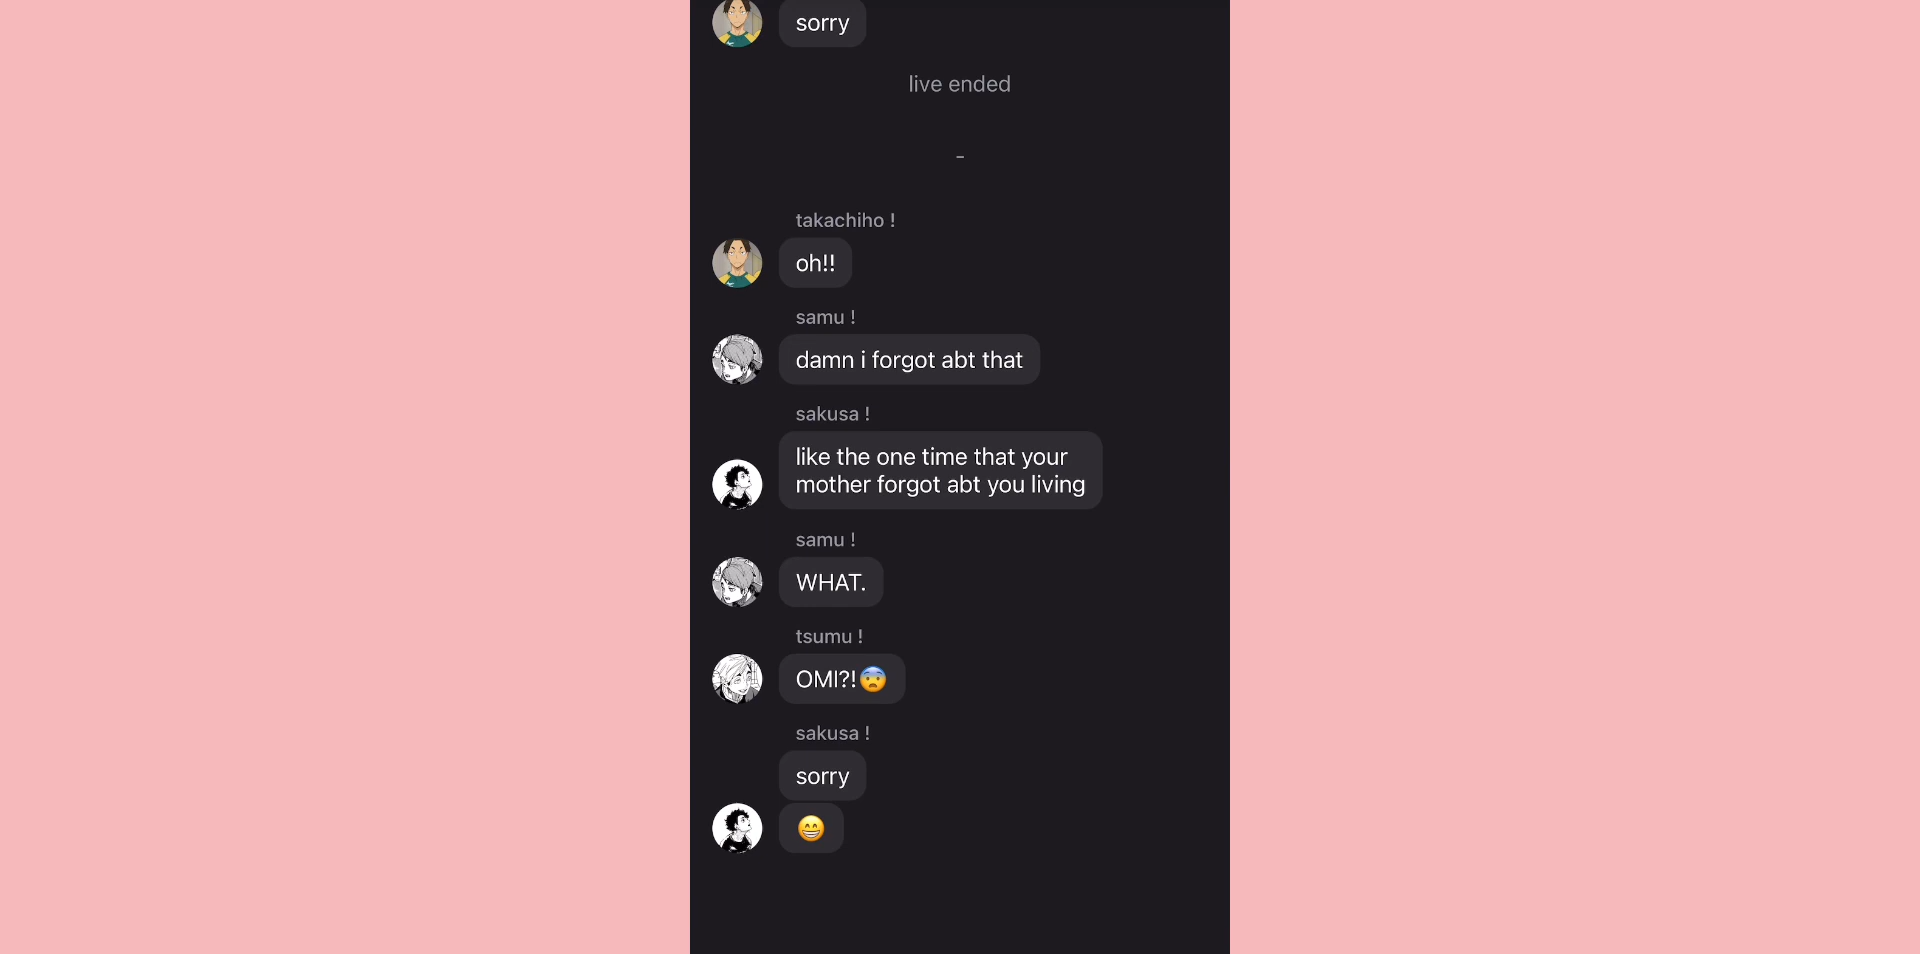 sorry
live ended
-
takachiho !
oh!!
samu !
damn i forgot abt that
sakusa !
like the one time that your
mother forgot abt you living
samu !
WHAT.
tsumu !
OMI?!😨
sakusa !
sorry
😁